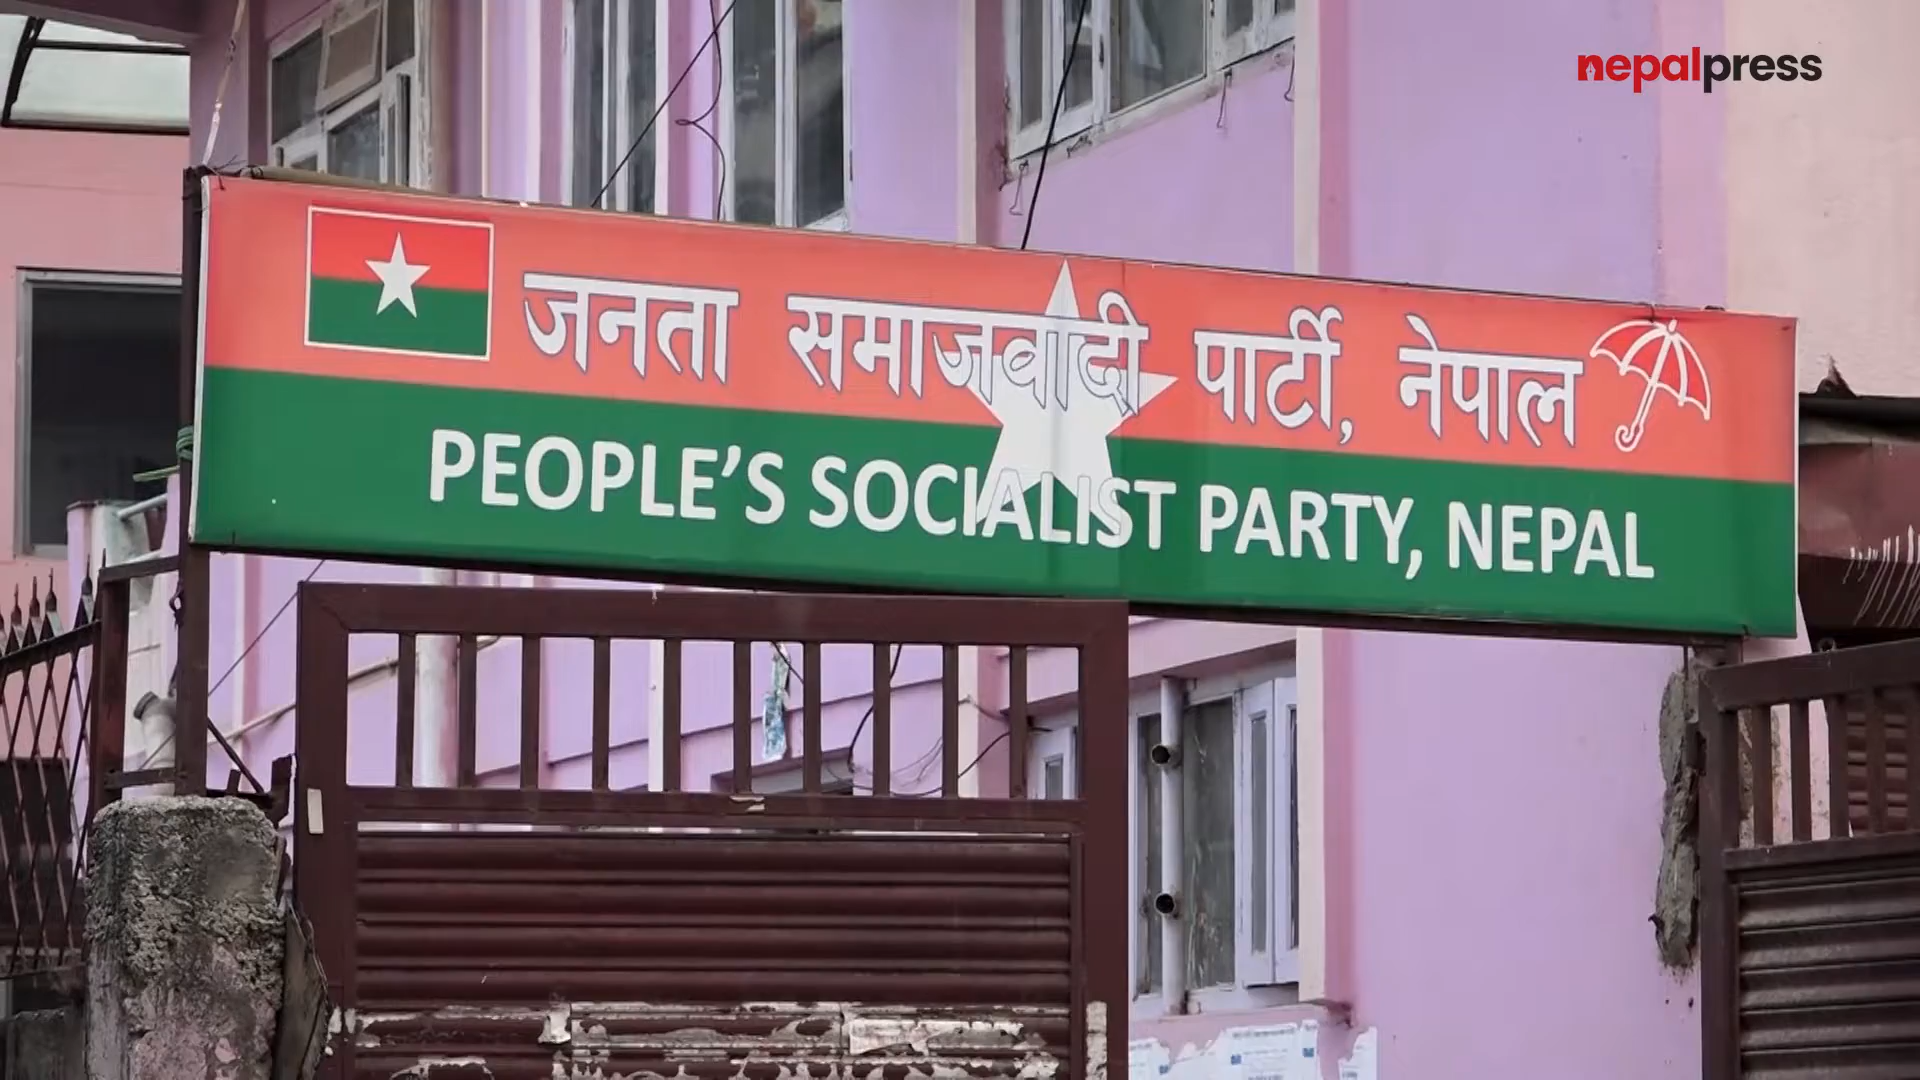 nepalpress
जनता समाजवादी पार्टी, नेपाल
PEOPLE'S SOCIALIST PARTY, NEPAL